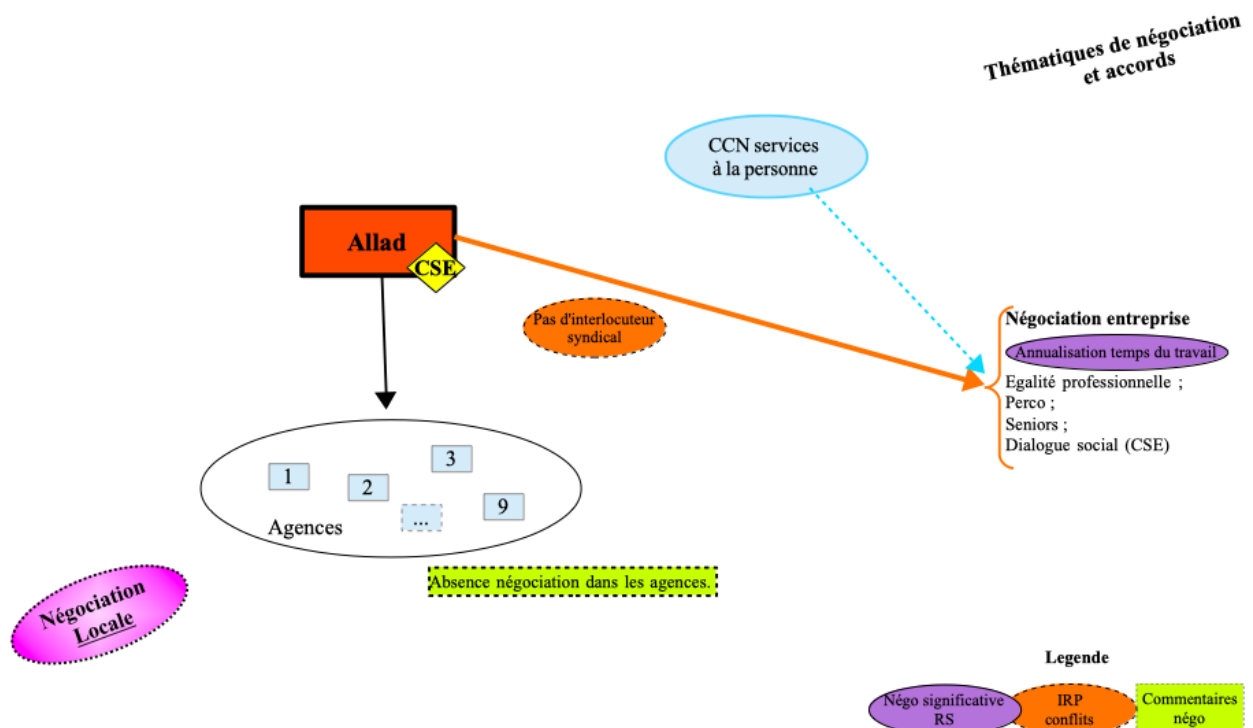 Thématiques de négociation
et accords
CCN services
à la personne
Allad
CSE
Pas d'interlocuteur
syndical
Négociation entreprise
Annualisation temps du travail
Egalité professionnelle ;
Perco ;
Seniors ;
Dialogue social (CSE)
1
2
3
...
9
Agences
Absence négociation dans les agences.
Négociation
Locale
Legende
Négo significative
RS
IRP
conflits
Commentaires
négo